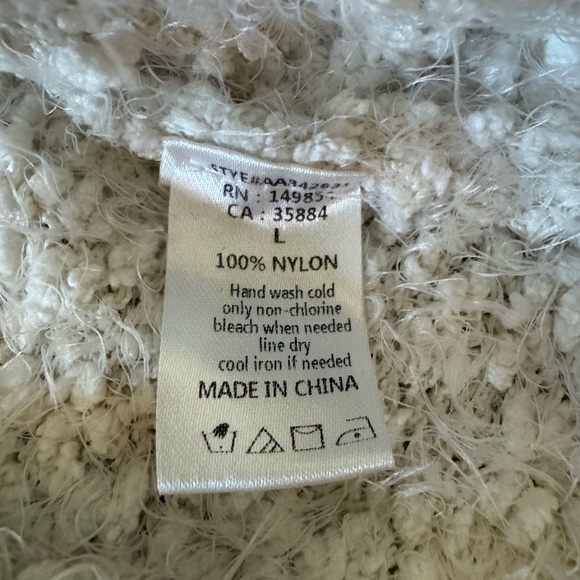 RN : 14985
CA : 35884
L
100% NYLON
Hand wash cold
only non-chlorine
bleach when needed
line dry
cool iron if needed
MADE IN CHINA